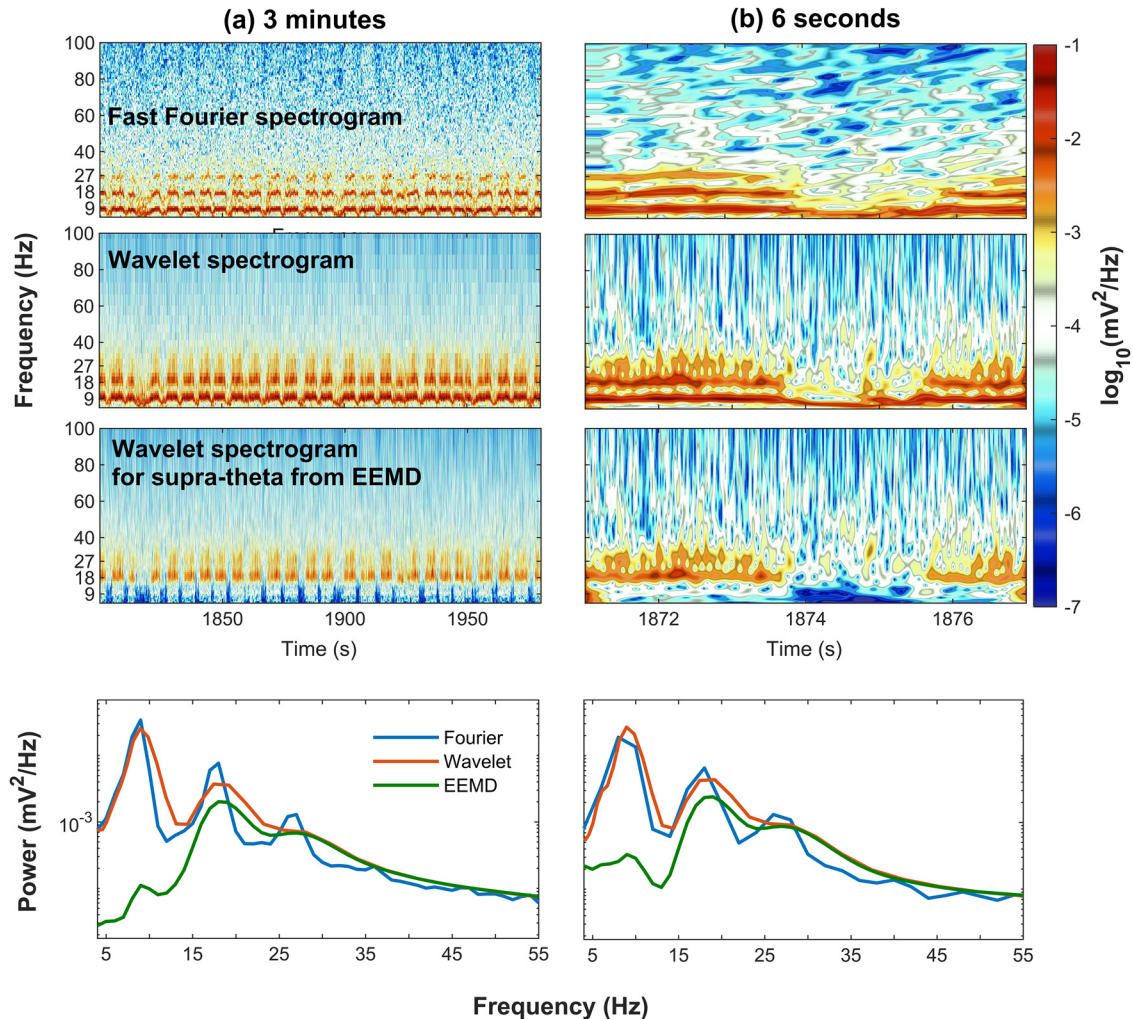 (a) 3 minutes
(b) 6 seconds
100
80
60
40
27
18
9
Fast Fourier spectrogram
100
80
60
40
27
18
9
Wavelet spectrogram
100
80
60
40
27
18
9
Wavelet spectrogram
for supra-theta from EEMD
Frequency (Hz)
1850 1900 1950
Time (s)
1872 1874 1876
Time (s)
-1
-2
-3
-4
-5
-6
-7
log10(mV2/Hz)
Power (mV2/Hz)
10-3
Fourier
Wavelet
EEMD
5 15 25 35 45 55
5 15 25 35 45 55
Frequency (Hz)